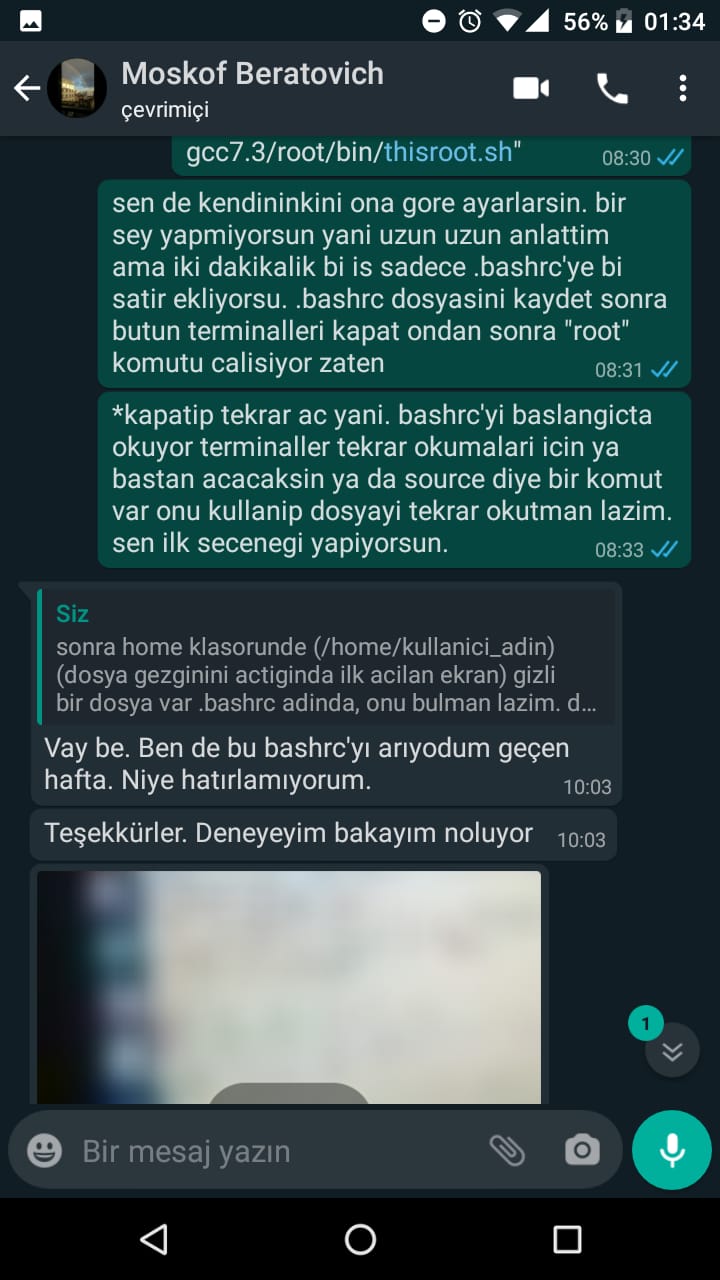 56% 01:34
Moskof Beratovich
çevrimiçi
gcc7.3/root/bin/thisroot.sh"
08:30
sen de kendininkini ona gore ayarlarsin. bir
sey yapmiyorsun yani uzun uzun anlattim
ama iki dakikalik bi is sadece .bashrc'ye bi
satir ekliyorsu. .bashrc dosyasini kaydet sonra
butun terminalleri kapat ondan sonra "root"
komutu calisiyor zaten
08:31
*kapatip tekrar ac yani. bashrc'yi baslangicta
okuyor terminaller tekrar okumalari icin ya
bastan acacaksin ya da source diye bir komut
var onu kullanip dosyayi tekrar okutman lazim.
sen ilk secenegi yapiyorsun.
08:33
Siz
sonra home klasorunde (/home/kullanici_adin)
(dosya gezginini actiginda ilk acilan ekran) gizli
bir dosya var .bashrc adinda, onu bulman lazim. d...
Vay be. Ben de bu bashrc'yı arıyodum geçen
hafta. Niye hatırlamıyorum.
10:03
Teşekkürler. Deneyeyim bakayım noluyor
10:03
1
Bir mesaj yazın